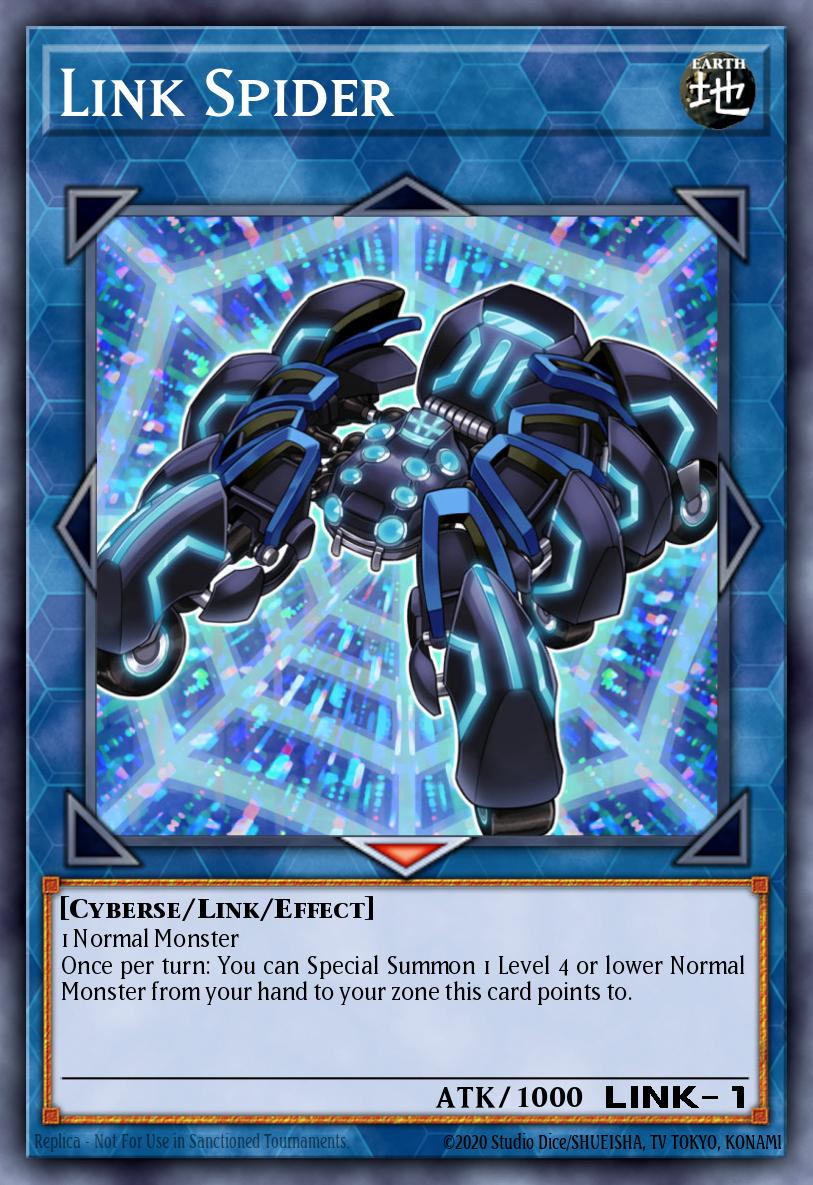 Link Spider
EARTH
地
[Cyberse/Link/Effect]
1 Normal Monster
Once per turn: You can Special Summon 1 Level 4 or lower Normal
Monster from your hand to your zone this card points to.
ATK/1000 LINK-1
Replica - Not For Use in Sanctioned Tournaments.
©2020 Studio Dice/SHUEISHA, TV TOKYO, KONAMI